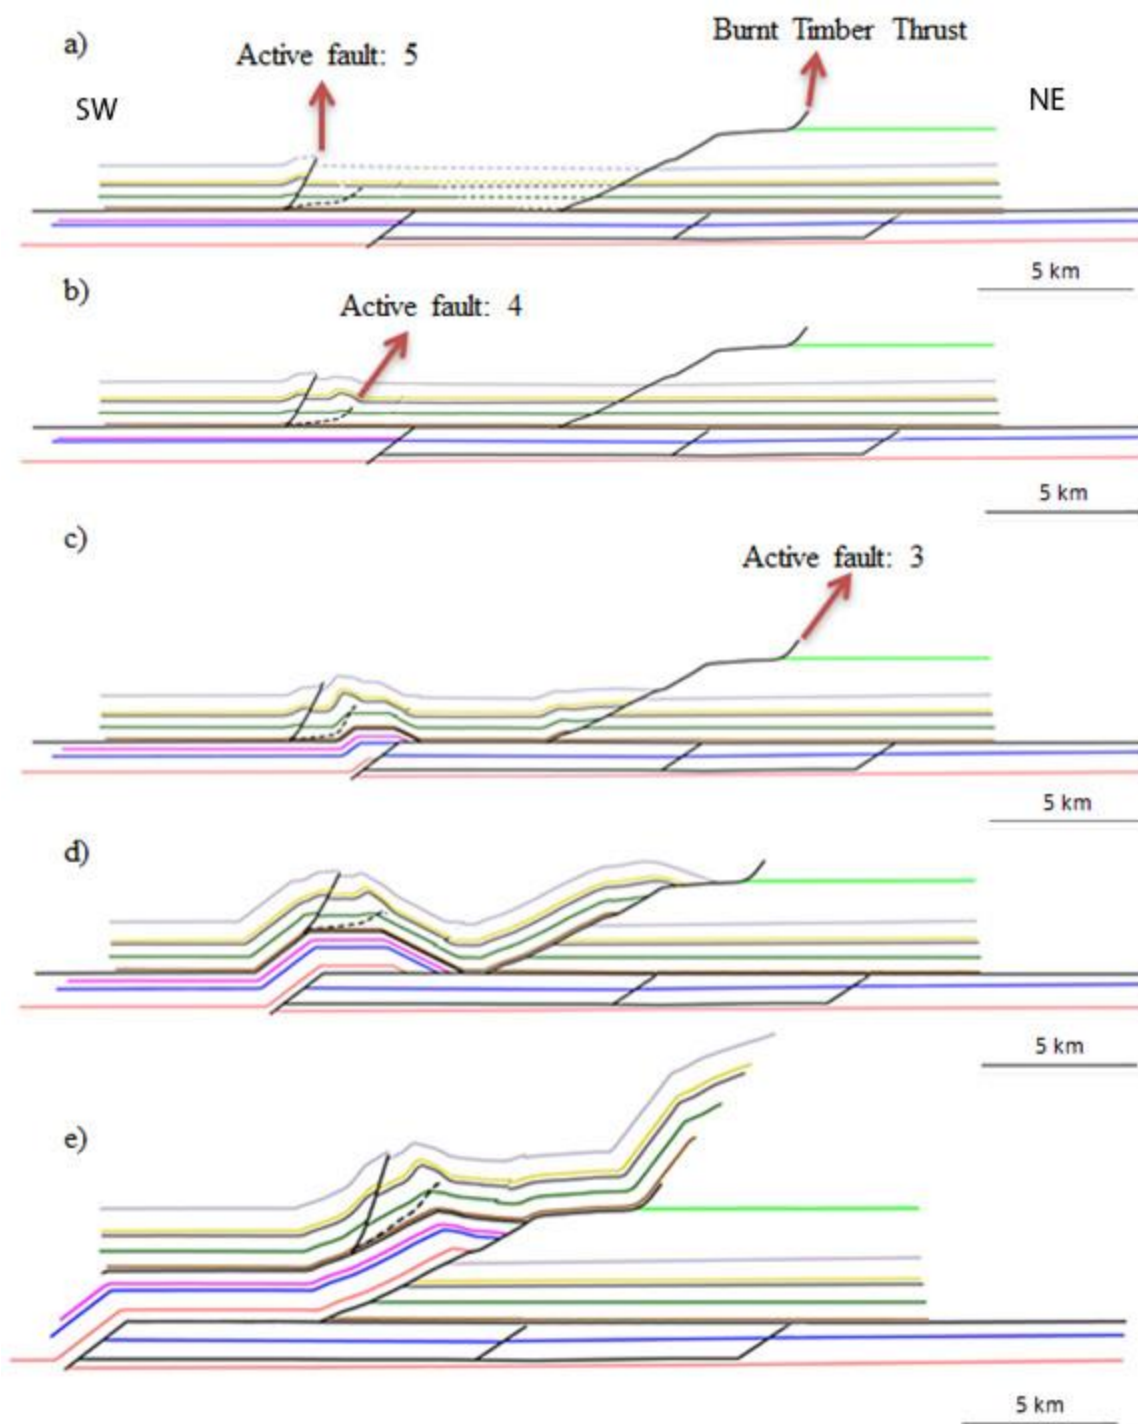 a)
Active fault: 5
Burnt Timber Thrust
SW
NE
5 km
b)
Active fault: 4
5 km
c)
Active fault: 3
5 km
d)
5 km
e)
5 km